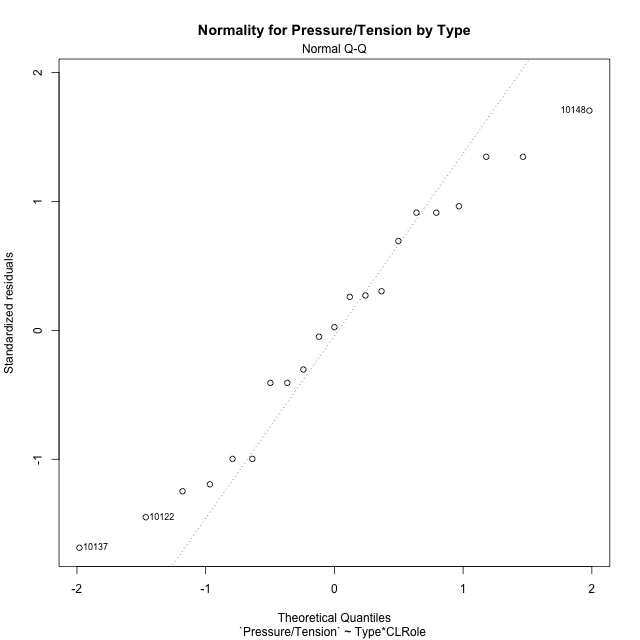 Normality for Pressure/Tension by Type
Normal Q-Q
2
1
0
-1
Standardized residuals
10148
10122
10137
-2 -1 0 1 2
Theoretical Quantiles
`Pressure/Tension` ~ Type*CLRole